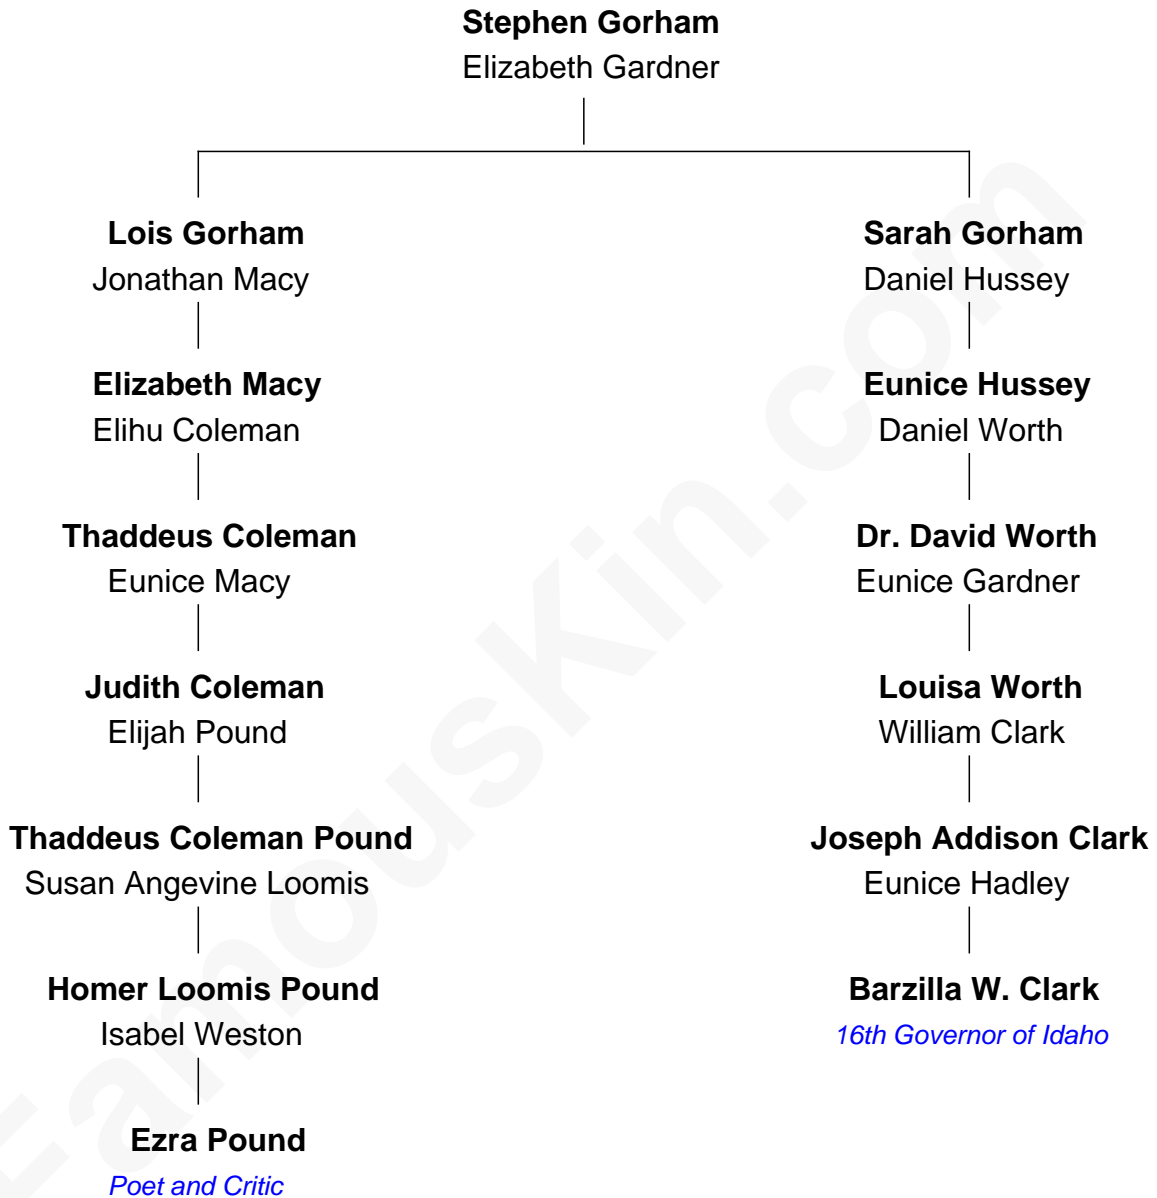 Stephen Gorham
Elizabeth Gardner
Lois Gorham
Jonathan Macy
Sarah Gorham
Daniel Hussey
Elizabeth Macy
Elihu Coleman
Eunice Hussey
Daniel Worth
Thaddeus Coleman
Eunice Macy
Dr. David Worth
Eunice Gardner
Judith Coleman
Elijah Pound
Louisa Worth
William Clark
Thaddeus Coleman Pound
Susan Angevine Loomis
Joseph Addison Clark
Eunice Hadley
Homer Loomis Pound
Isabel Weston
Barzilla W. Clark
16th Governor of Idaho
Ezra Pound
Poet and Critic
FamousKin.com